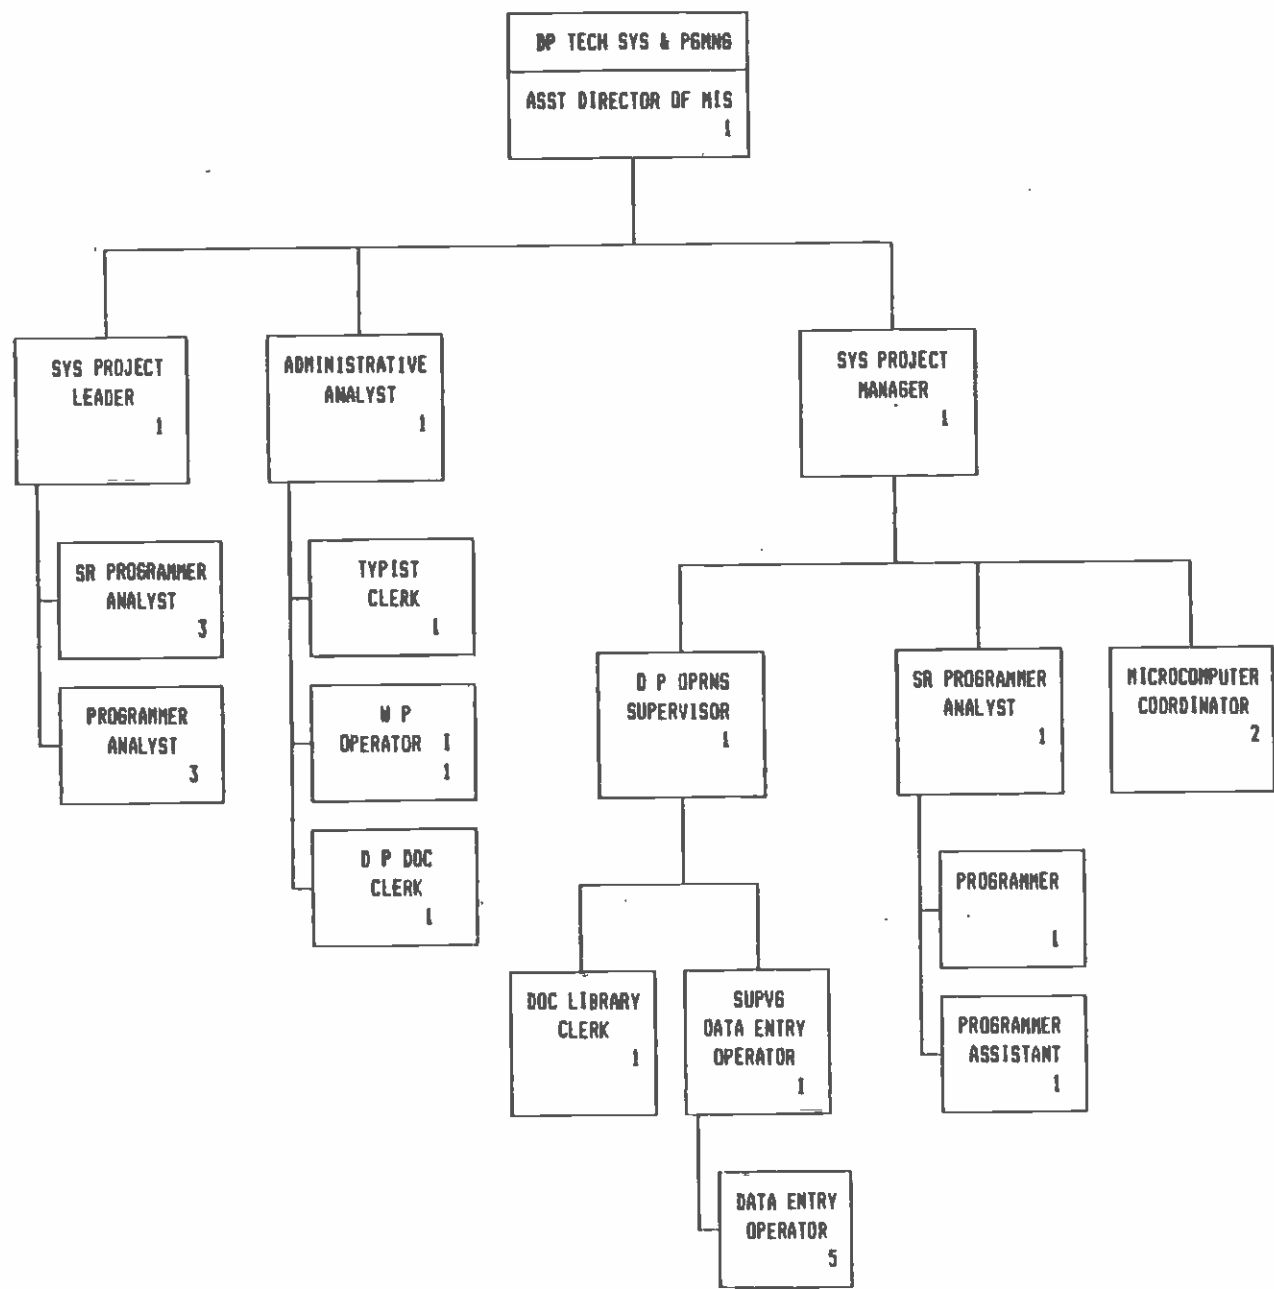 DP TECH SYS & PGMNG
ASST DIRECTOR OF MIS
1
SYS PROJECT
LEADER
1
ADMINISTRATIVE
ANALYST
1
SYS PROJECT
MANAGER
1
SR PROGRAMMER
ANALYST
3
PROGRAMMER
ANALYST
3
TYPIST
CLERK
1
W P
OPERATOR I
1
D P DOC
CLERK
1
D P OPRNS
SUPERVISOR
1
SR PROGRAMMER
ANALYST
1
MICROCOMPUTER
COORDINATOR
2
PROGRAMMER
1
PROGRAMMER
ASSISTANT
1
DOC LIBRARY
CLERK
1
SUPVG
DATA ENTRY
OPERATOR
1
DATA ENTRY
OPERATOR
5